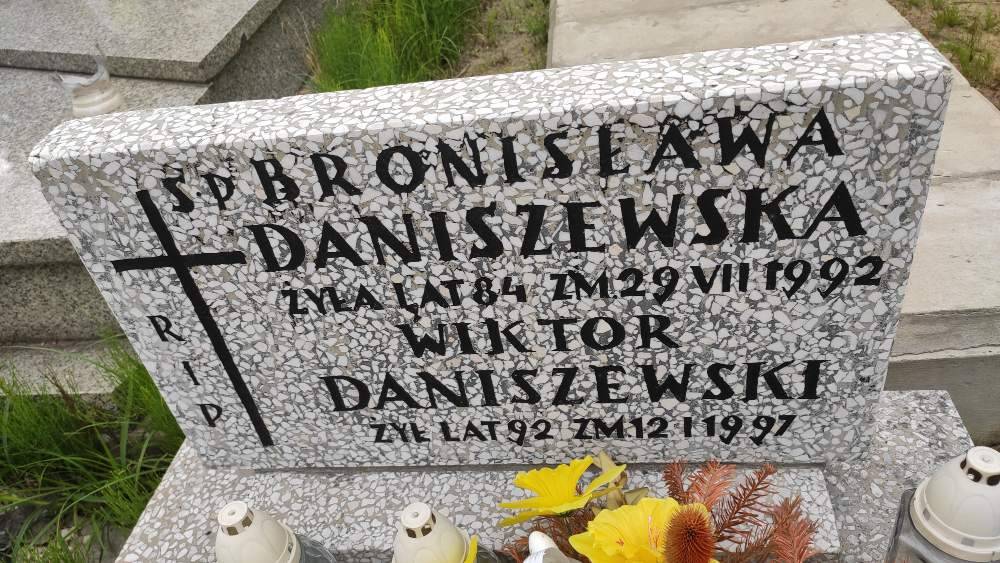 ŚP BRONISŁAWA
DANISZEWSKA
ŻYŁA LAT 84 ZM. 29 VII 1992
WIKTOR
DANISZEWSKI
ŻYŁ LAT 92 ZM 12 I 1997
R I P